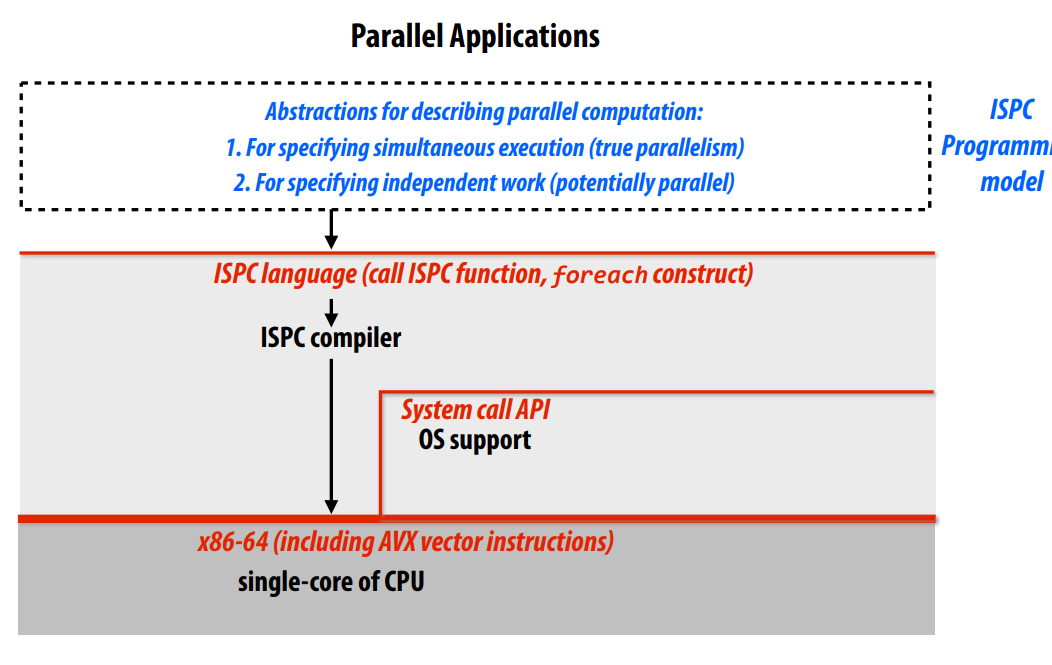 Parallel Applications
Abstractions for describing parallel computation:
1. For specifying simultaneous execution (true parallelism)
2. For specifying independent work (potentially parallel)
ISPC
Programmi
model
ISPC language (call ISPC function, foreach construct)
ISPC compiler
System call API
OS support
x86-64 (including AVX vector instructions)
single-core of CPU